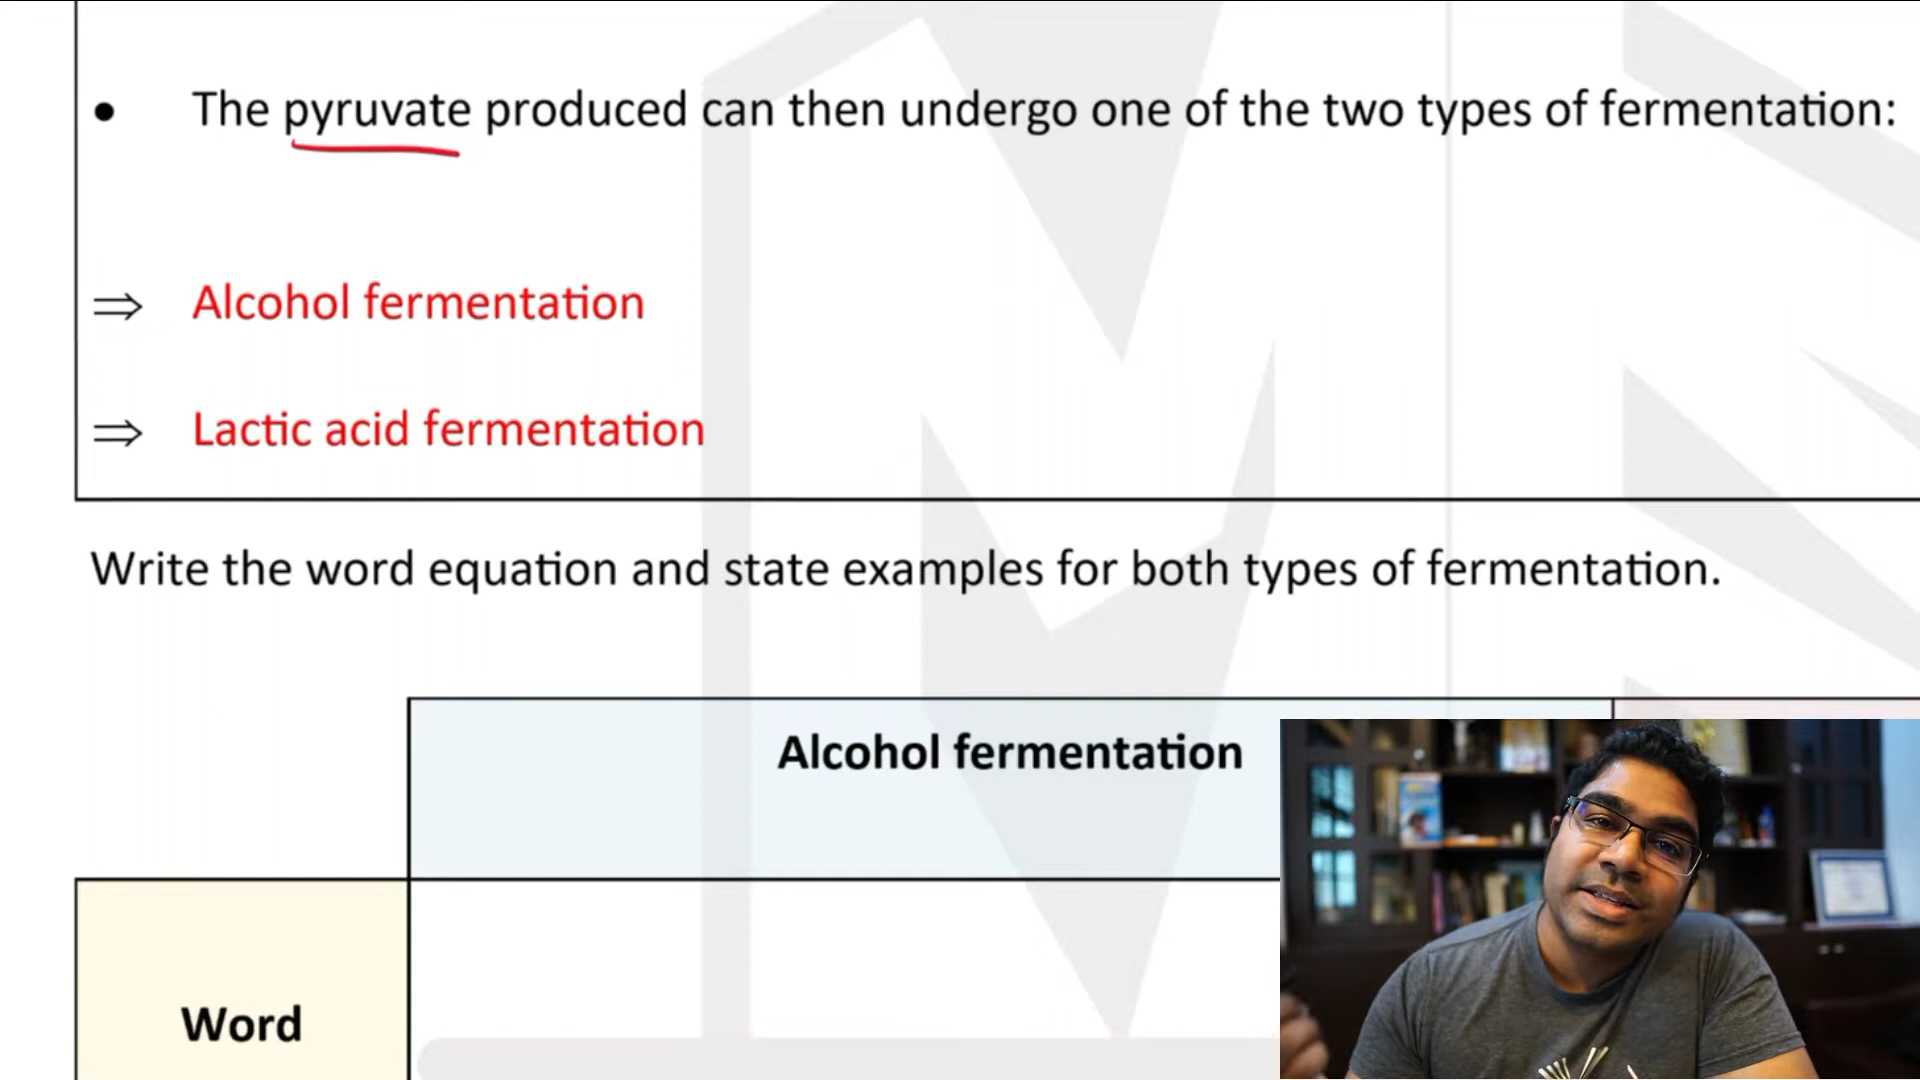 • The pyruvate produced can then undergo one of the two types of fermentation:
⇒ Alcohol fermentation
⇒ Lactic acid fermentation
Write the word equation and state examples for both types of fermentation.
Alcohol fermentation
Word